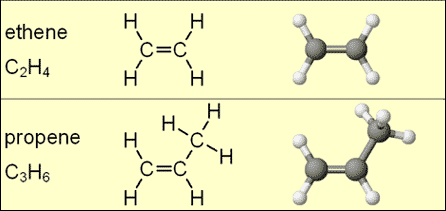 ethene
C₂H₄
H H
C=C
H H
propene
C₃H₆
H
H C
H H
C=C
H H